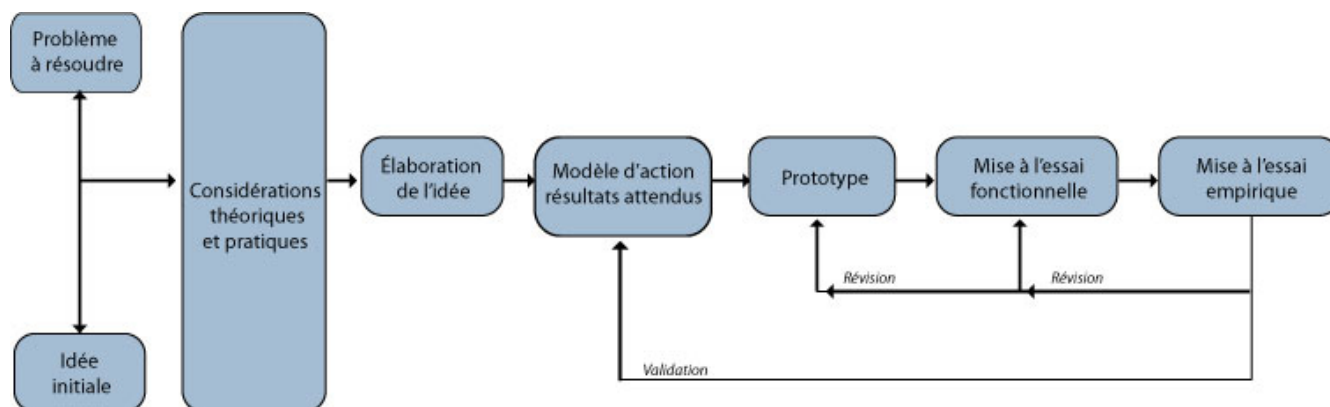 Problème
à résoudre
Idée
initiale
Considérations
théoriques
et pratiques
Élaboration
de l'idée
Modèle d'action
résultats attendus
Prototype
Mise à l'essai
fonctionnelle
Mise à l'essai
empirique
Révision
Révision
Validation